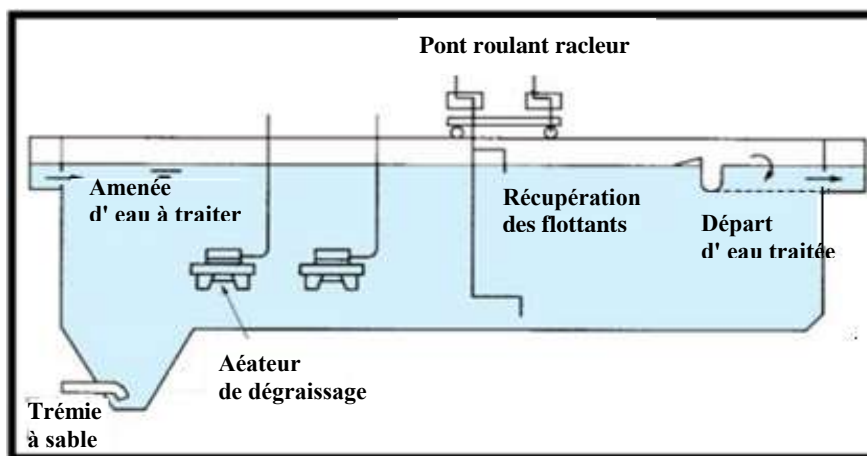 Pont roulant racleur
Amenée
d' eau à traiter
Récupération
des flottants
Départ
d' eau traitée
Aéateur
de dégraissage
Trémie
à sable